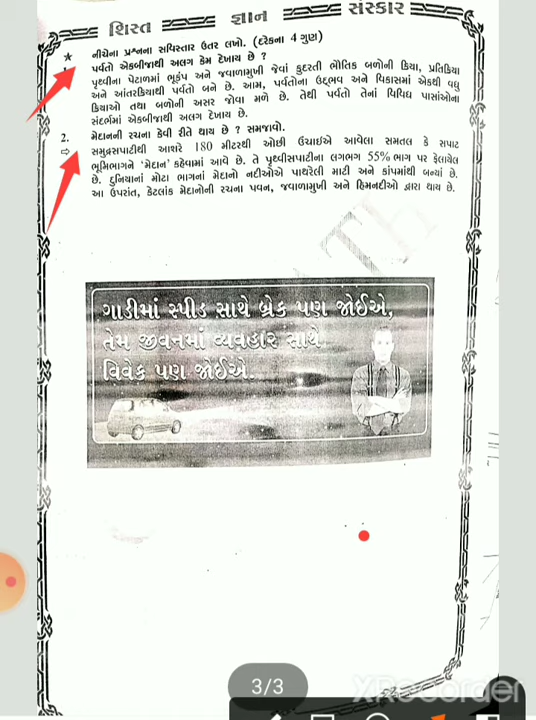 શિસ્ત જ્ઞાન સંસ્કાર
★ નીચેના પ્રશ્નના સવિસ્તાર ઉત્તર લખો. (દરેકના 4 ગુણ)
પર્વતો એકબીજાથી અલગ કેમ દેખાય છે ?
પૃથ્વીના પેટાળમાં ભૂકંપ અને જવાળામુખી જેવાં કુદરતી ભૌતિક બળોની ક્રિયા, પ્રતિક્રિયા
અને આંતરક્રિયાથી પર્વતો બને છે. આમ, પર્વતોના ઉદ્ભવ અને વિકાસમાં એકથી વધુ
ક્રિયાઓ તથા બળોની અસર જોવા મળે છે. તેથી પર્વતો તેનાં વિવિધ પાસાંઓના
સંદર્ભમાં એકબીજાથી અલગ દેખાય છે.
2. મેદાનની રચના કેવી રીતે થાય છે ? સમજાવો.
⇨ સમુદ્રસપાટીથી આશરે 180 મીટરથી ઓછી ઉંચાઈએ આવેલા સમતલ કે સપાટ
ભૂમિભાગને 'મેદાન' કહેવામાં આવે છે. તે પૃથ્વીસપાટીના લગભગ 55% ભાગ પર ફેલાયેલ
છે. દુનિયાનાં મોટા ભાગનાં મેદાનો નદીઓએ પાથરેલી માટી અને કાંપમાંથી બન્યાં છે.
આ ઉપરાંત, કેટલાંક મેદાનોની રચના પવન, જવાળામુખી અને હિમનદીઓ દ્વારા થાય છે.
ગાડીમાં સ્પીડ સાથે બ્રેક પણ જોઈએ,
તેમ જીવનમાં વ્યવહાર સાથે
વિવેક પણ જોઈએ.
3/3
XRecorder